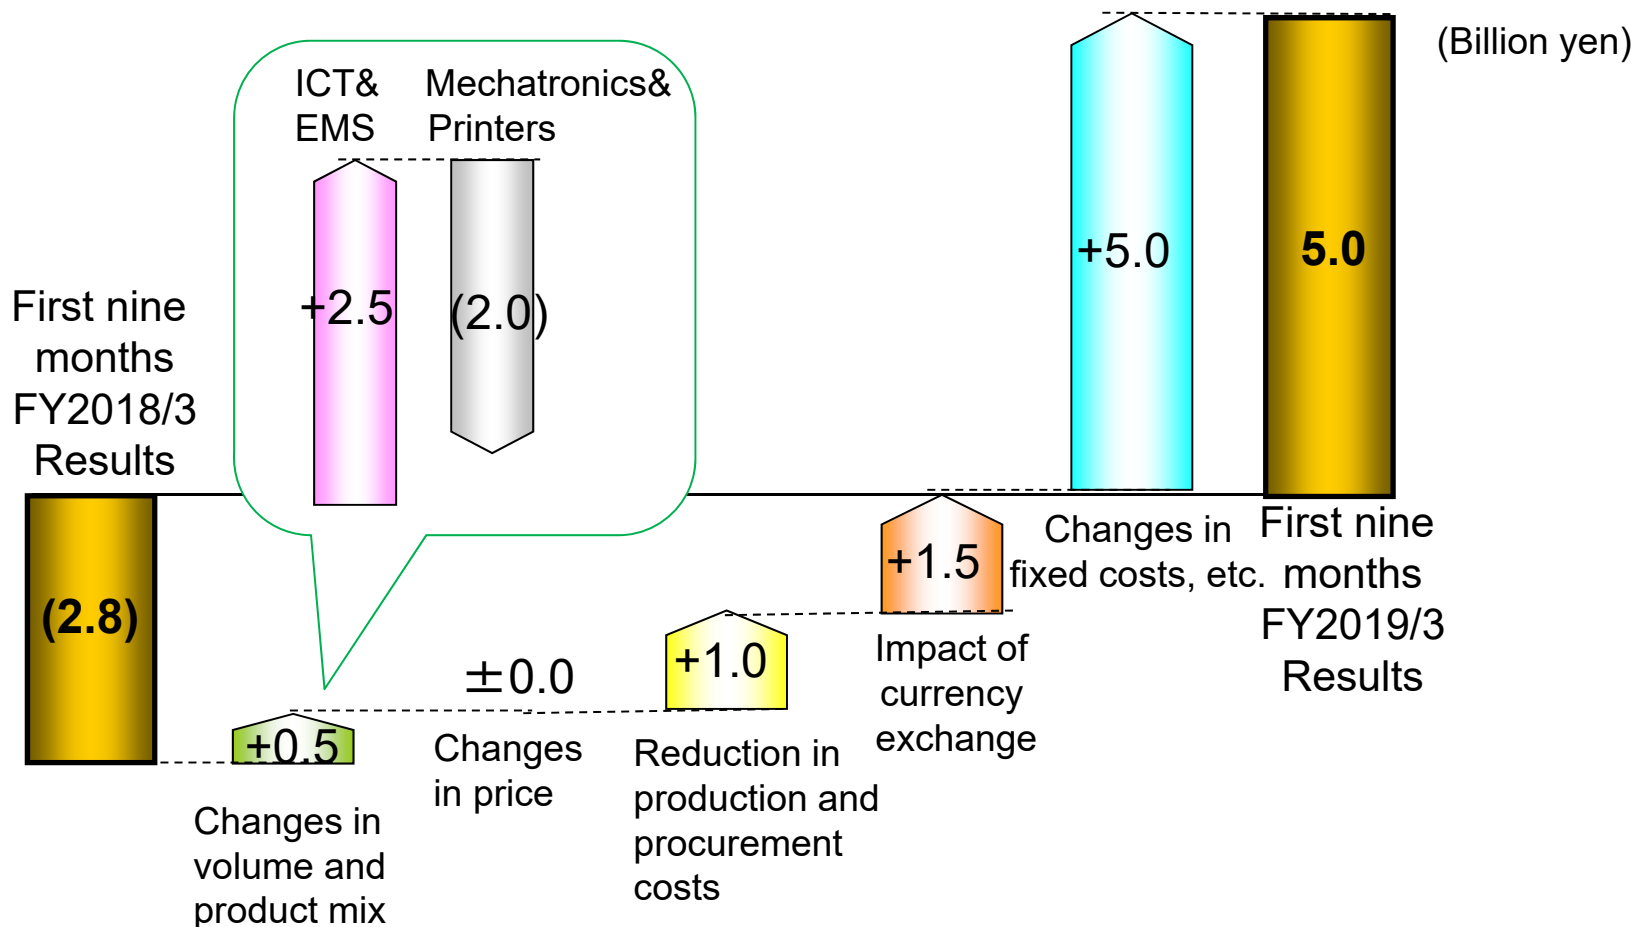 (Billion yen)
ICT&
EMS
Mechatronics&
Printers
+2.5
(2.0)
First nine
months
FY2018/3
Results
(2.8)
+0.5
Changes in
volume and
product mix
±0.0
Changes
in price
+1.0
Reduction in
production and
procurement
costs
+1.5
Impact of
currency
exchange
+5.0
Changes in
fixed costs, etc.
5.0
First nine
months
FY2019/3
Results